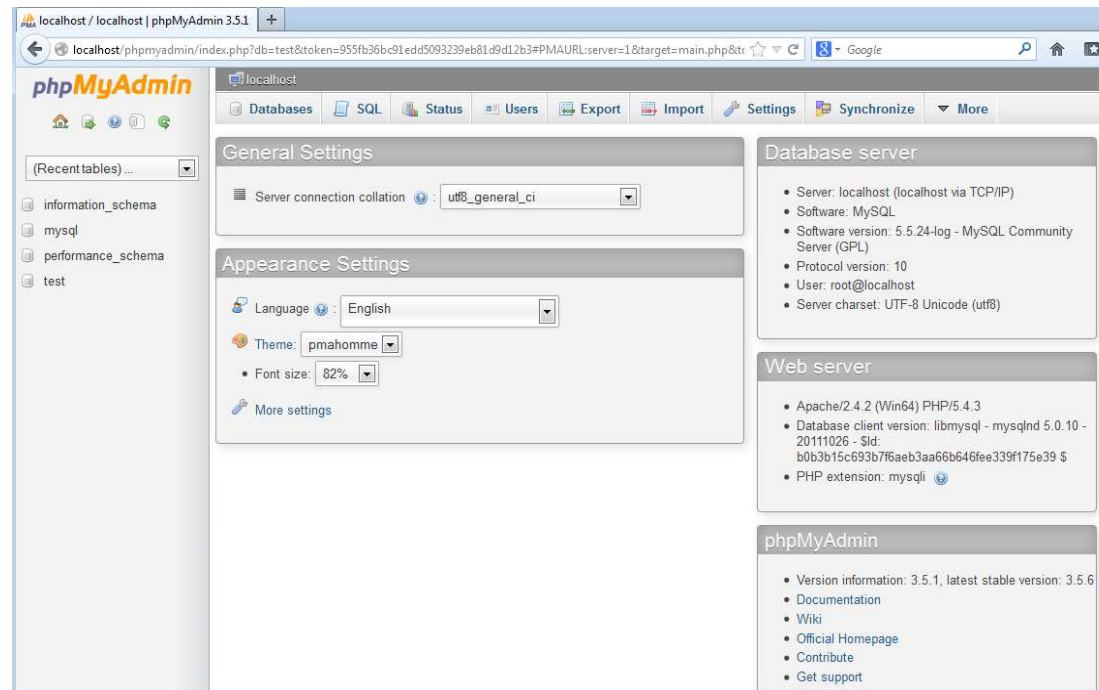 localhost / localhost | phpMyAdmin 3.5.1
localhost/phpmyadmin/index.php?db=test&token=955fb36bc91edd5093239eb81d9d12b3#PMAURL:server=1&target=main.php&to
Google
phpMyAdmin
(Recent tables) ...
information_schema
mysql
performance_schema
test
localhost
Databases SQL Status Users Export Import Settings Synchronize More
General Settings
Server connection collation : utf8_general_ci
Appearance Settings
Language : English
Theme: pmahomme
• Font size: 82%
More settings
Database server
• Server: localhost (localhost via TCP/IP)
• Software: MySQL
• Software version: 5.5.24-log - MySQL Community
Server (GPL)
• Protocol version: 10
• User: root@localhost
• Server charset: UTF-8 Unicode (utf8)
Web server
• Apache/2.4.2 (Win64) PHP/5.4.3
• Database client version: libmysql - mysqlnd 5.0.10 -
20111026 - $Id:
b0b3b15c693b7f6aeb3aa66b646fee339f175e39 $
• PHP extension: mysqli
phpMyAdmin
• Version information: 3.5.1, latest stable version: 3.5.6
• Documentation
• Wiki
• Official Homepage
• Contribute
• Get support